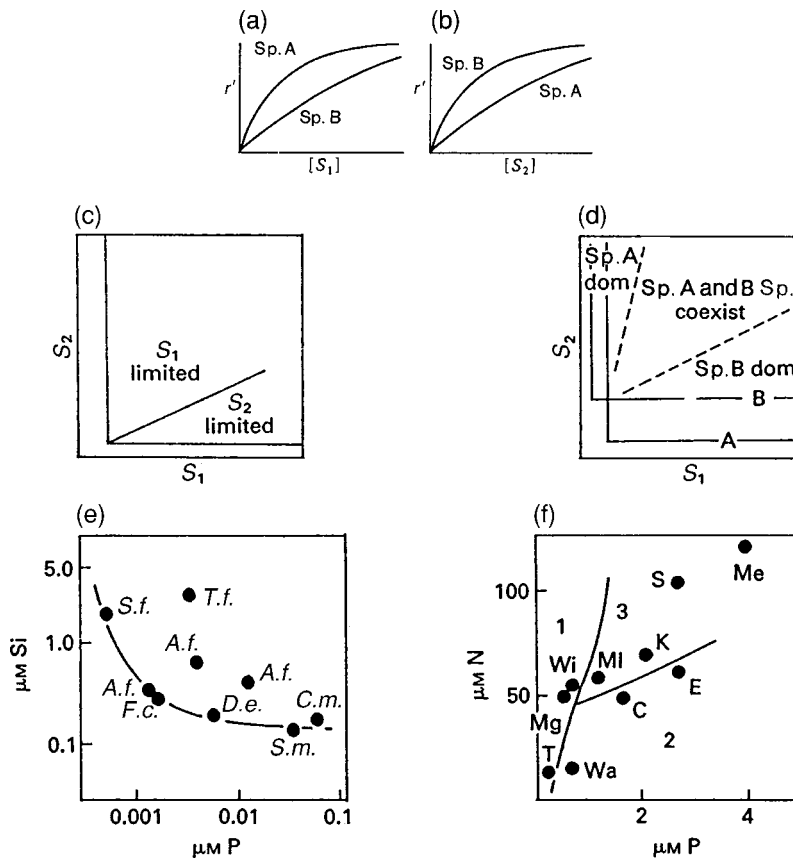 (a)
Sp. A
r'
Sp. B
[S₁]
(b)
Sp. B
r'
Sp. A
[S₂]
(c)
S₂
S₁
limited
S₂
limited
S₁
(d)
Sp. A
dom
Sp. A and B Sp.
coexist
Sp. B dom
S₂
B
A
S₁
(e)
5.0
1.0
0.1
μM Si
S.f.
T.f.
A.f.
A.f.
A.f.
F.c.
D.e.
C.m.
S.m.
0.001
0.01
0.1
μM P
(f)
100
50
μM N
Me
S
1
3
K
Wi
Mi
E
Mg
C
2
T
Wa
2
4
μM P